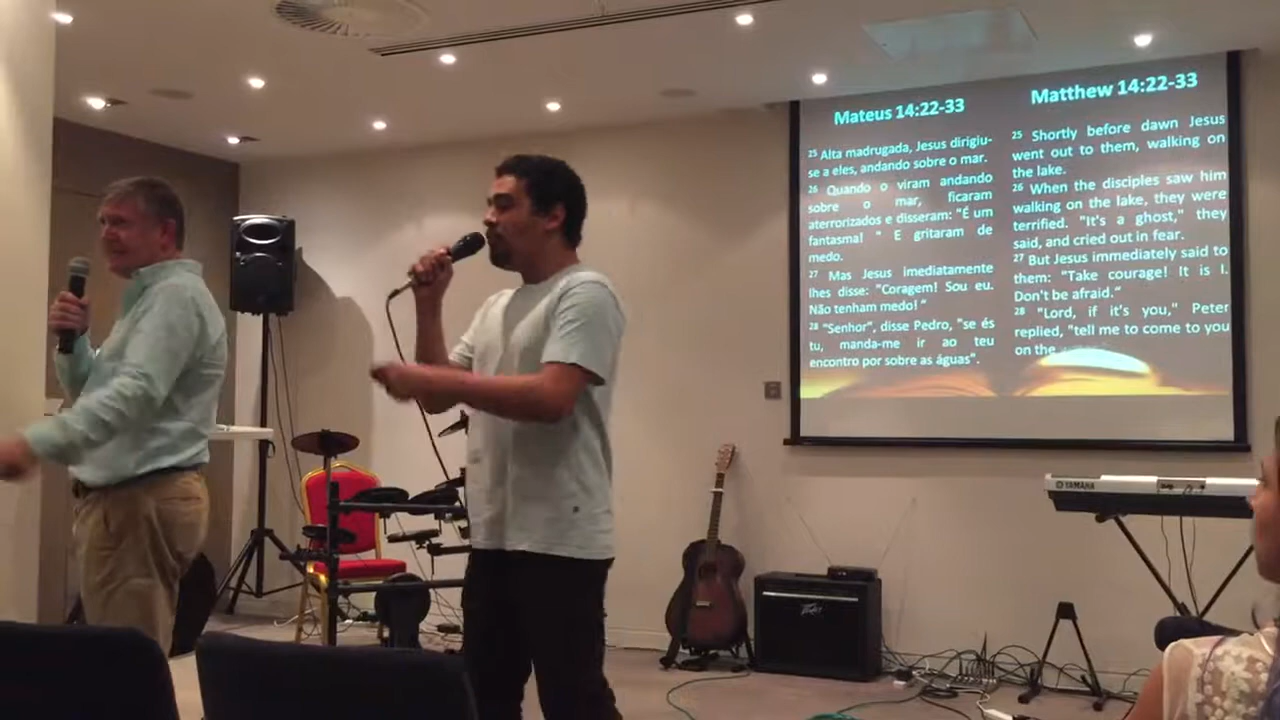 Mateus 14:22-33
25 Alta madrugada, Jesus dirigiu-
se a eles, andando sobre o mar.
26 Quando o viram andando
sobre o mar, ficaram
aterrorizados e disseram: "É um
fantasma! " E gritaram de
medo.
27 Mas Jesus imediatamente
lhes disse: "Coragem! Sou eu.
Não tenham medo! "
28 "Senhor", disse Pedro, "se és
tu, manda-me ir ao teu
encontro por sobre as águas".
Matthew 14:22-33
25 Shortly before dawn Jesus
went out to them, walking on
the lake.
26 When the disciples saw him
walking on the lake, they were
terrified. "It's a ghost," they
said, and cried out in fear.
27 But Jesus immediately said to
them: "Take courage! It is I.
Don't be afraid."
28 "Lord, if it's you," Peter
replied, "tell me to come to you
on the
YAMAHA
PEAVEY